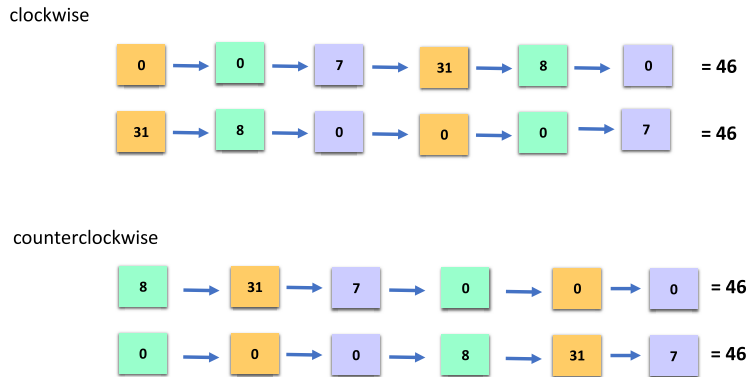 clockwise
0 0 7 31 8 0 = 46
31 8 0 0 0 7 = 46
counterclockwise
8 31 7 0 0 0 = 46
0 0 0 8 31 7 = 46